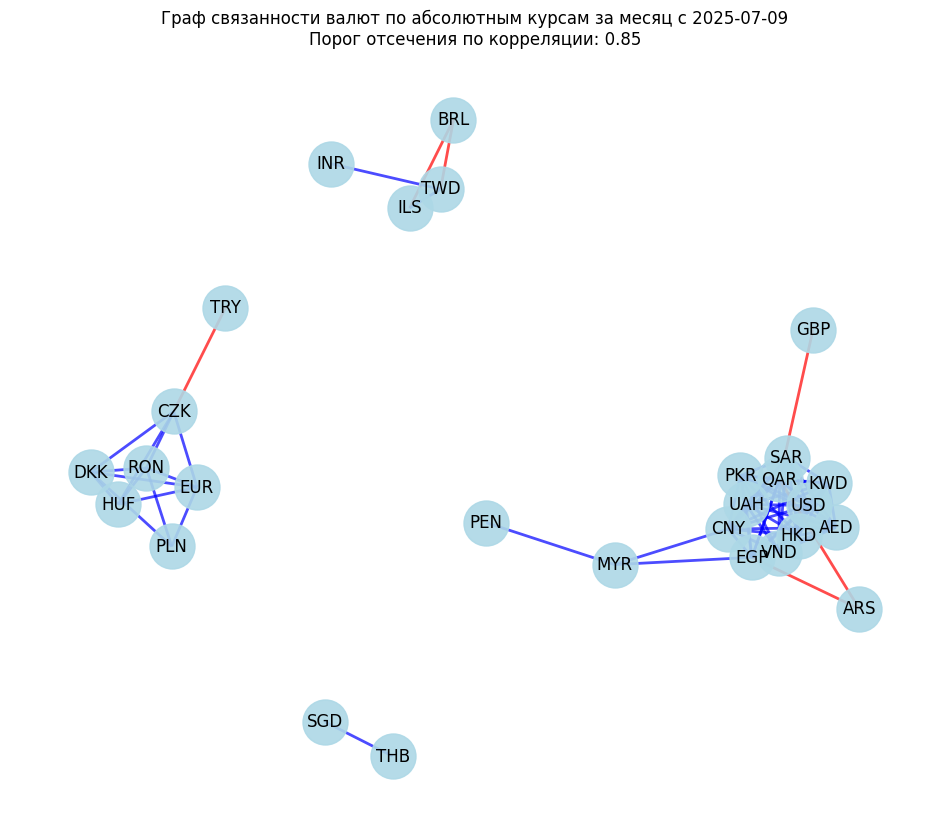 Граф связанности валют по абсолютным курсам за месяц с 2025-07-09
Порог отсечения по корреляции: 0.85
BRL
INR
TWD
ILS
TRY
GBP
CZK
SAR
DKK
RON
PKR
QAR
KWD
EUR
HUF
UAH
USD
PEN
CNY
AED
HKD
PLN
VND
EGP
MYR
ARS
SGD
THB